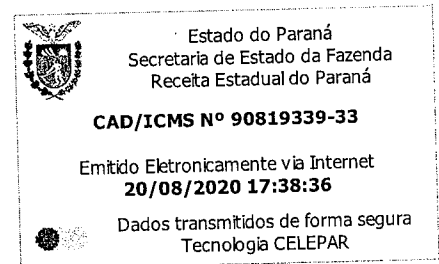 Estado do Paraná
Secretaria de Estado da Fazenda
Receita Estadual do Paraná
CAD/ICMS Nº 90819339-33
Emitido Eletronicamente via Internet
20/08/2020 17:38:36
Dados transmitidos de forma segura
Tecnologia CELEPAR